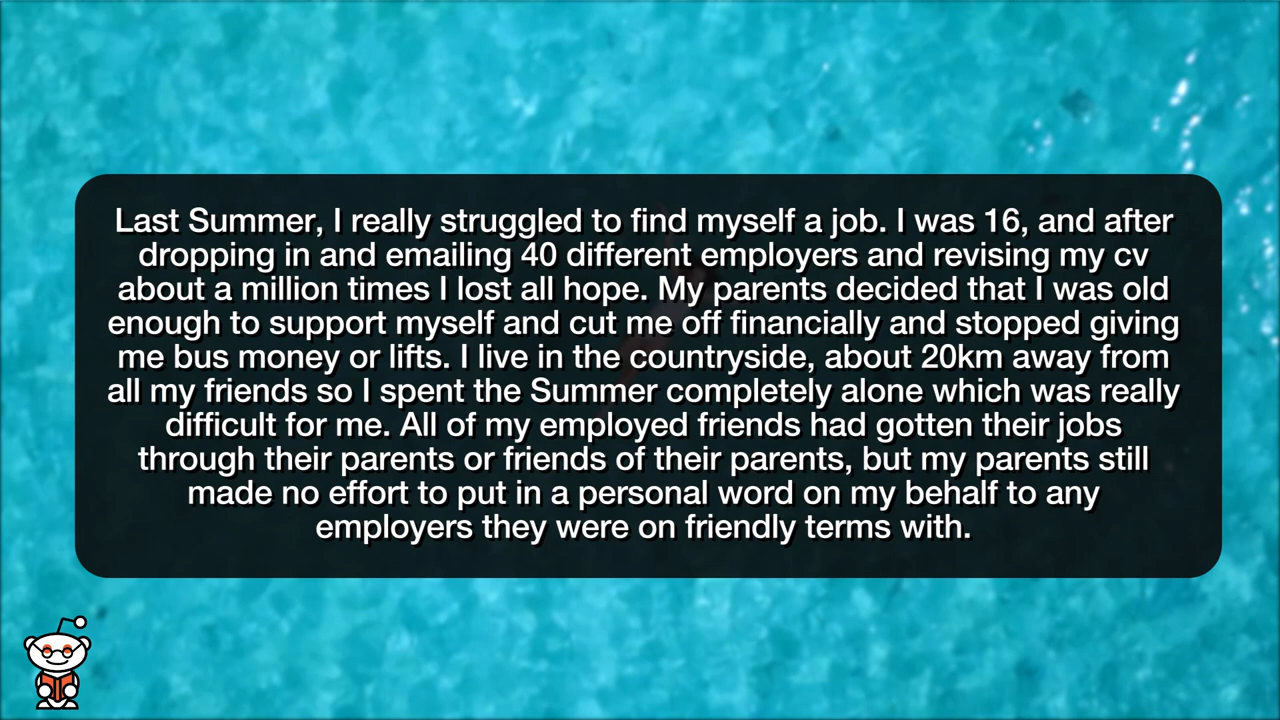 Last Summer, I really struggled to find myself a job. I was 16, and after
dropping in and emailing 40 different employers and revising my cv
about a million times I lost all hope. My parents decided that I was old
enough to support myself and cut me off financially and stopped giving
me bus money or lifts. I live in the countryside, about 20km away from
all my friends so I spent the Summer completely alone which was really
difficult for me. All of my employed friends had gotten their jobs
through their parents or friends of their parents, but my parents still
made no effort to put in a personal word on my behalf to any
employers they were on friendly terms with.